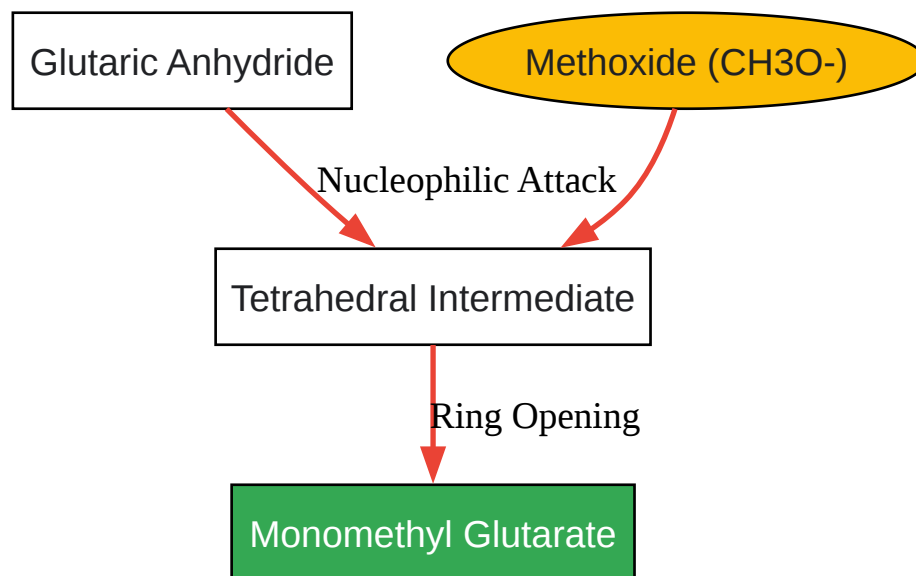 Glutaric Anhydride
Methoxide (CH3O-)
Nucleophilic Attack
Tetrahedral Intermediate
Ring Opening
Monomethyl Glutarate